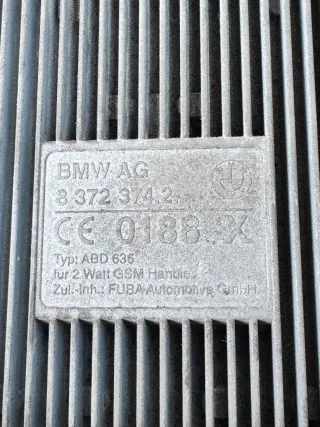 BMW AG
8 372 374.2
CE 0188 X
Typ: ABD 635
für 2 Watt GSM Handies
Zul.-Inh.: FUBA Automotive GmbH